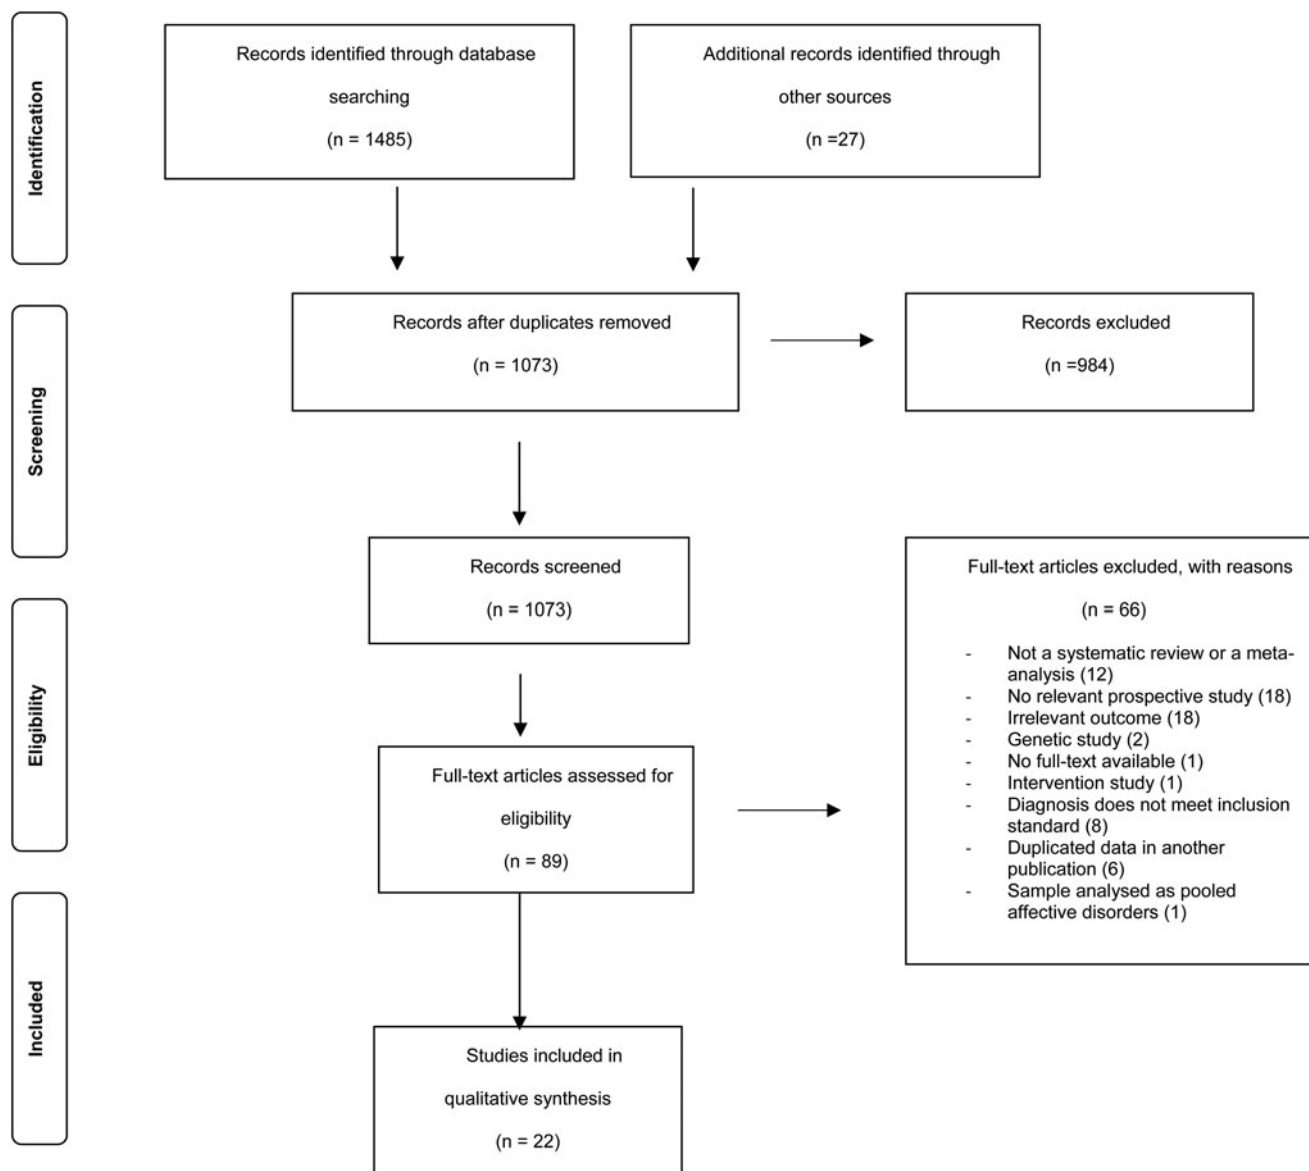 Identification
Records identified through database
searching
(n = 1485)
Additional records identified through
other sources
(n =27)
Screening
Records after duplicates removed
(n = 1073)
Records excluded
(n =984)
Records screened
(n = 1073)
Eligibility
Full-text articles assessed for
eligibility
(n = 89)
Full-text articles excluded, with reasons
(n = 66)
- Not a systematic review or a meta-
analysis (12)
- No relevant prospective study (18)
- Irrelevant outcome (18)
- Genetic study (2)
- No full-text available (1)
- Intervention study (1)
- Diagnosis does not meet inclusion
standard (8)
- Duplicated data in another
publication (6)
- Sample analysed as pooled
affective disorders (1)
Included
Studies included in
qualitative synthesis
(n = 22)